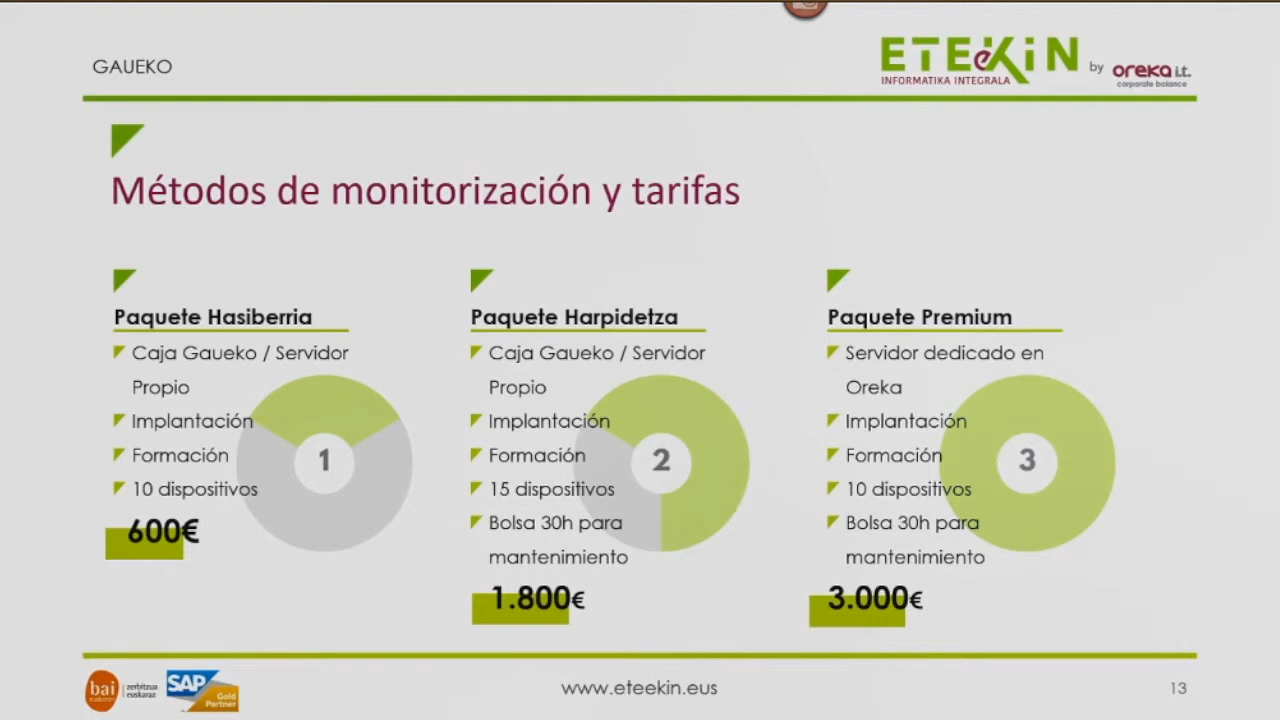 GAUEKO
ETEeKiN
INFORMATIKA INTEGRALA
by oreka i.t.
corporate balance
Métodos de monitorización y tarifas
Paquete Hasiberria
Caja Gaueko / Servidor
Propio
Implantación
Formación
10 dispositivos
600€
1
Paquete Harpidetza
Caja Gaueko / Servidor
Propio
Implantación
Formación
15 dispositivos
Bolsa 30h para
mantenimiento
1.800€
2
Paquete Premium
Servidor dedicado en
Oreka
Implantación
Formación
10 dispositivos
Bolsa 30h para
mantenimiento
3.000€
3
bai
zerbitzua
euskaraz
SAP
Gold
Partner
www.eteekin.eus
13